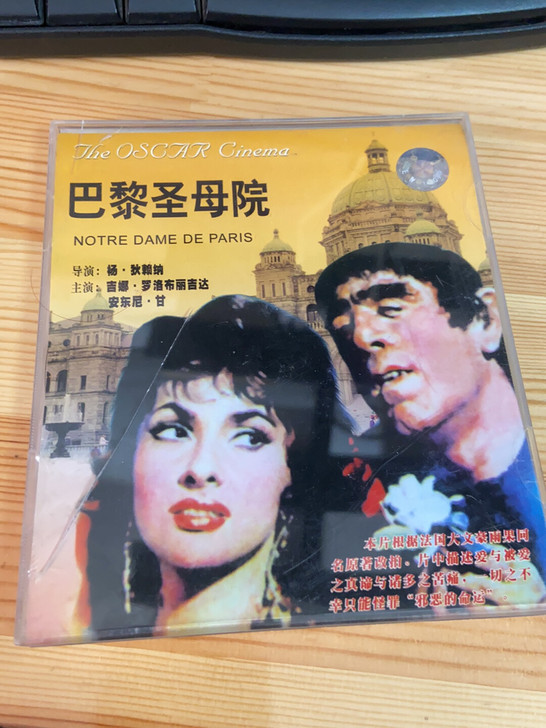 The OSCAR Cinema
巴黎圣母院
NOTRE DAME DE PARIS
导演：杨·狄赖纳
主演：吉娜·罗洛布丽吉达
安东尼·甘
本片根据法国大文豪雨果同
名原著改拍，片中描述爱与被爱
之真谛与诸多之苦痛，一切之不
幸只能怪罪“邪恶的命运”